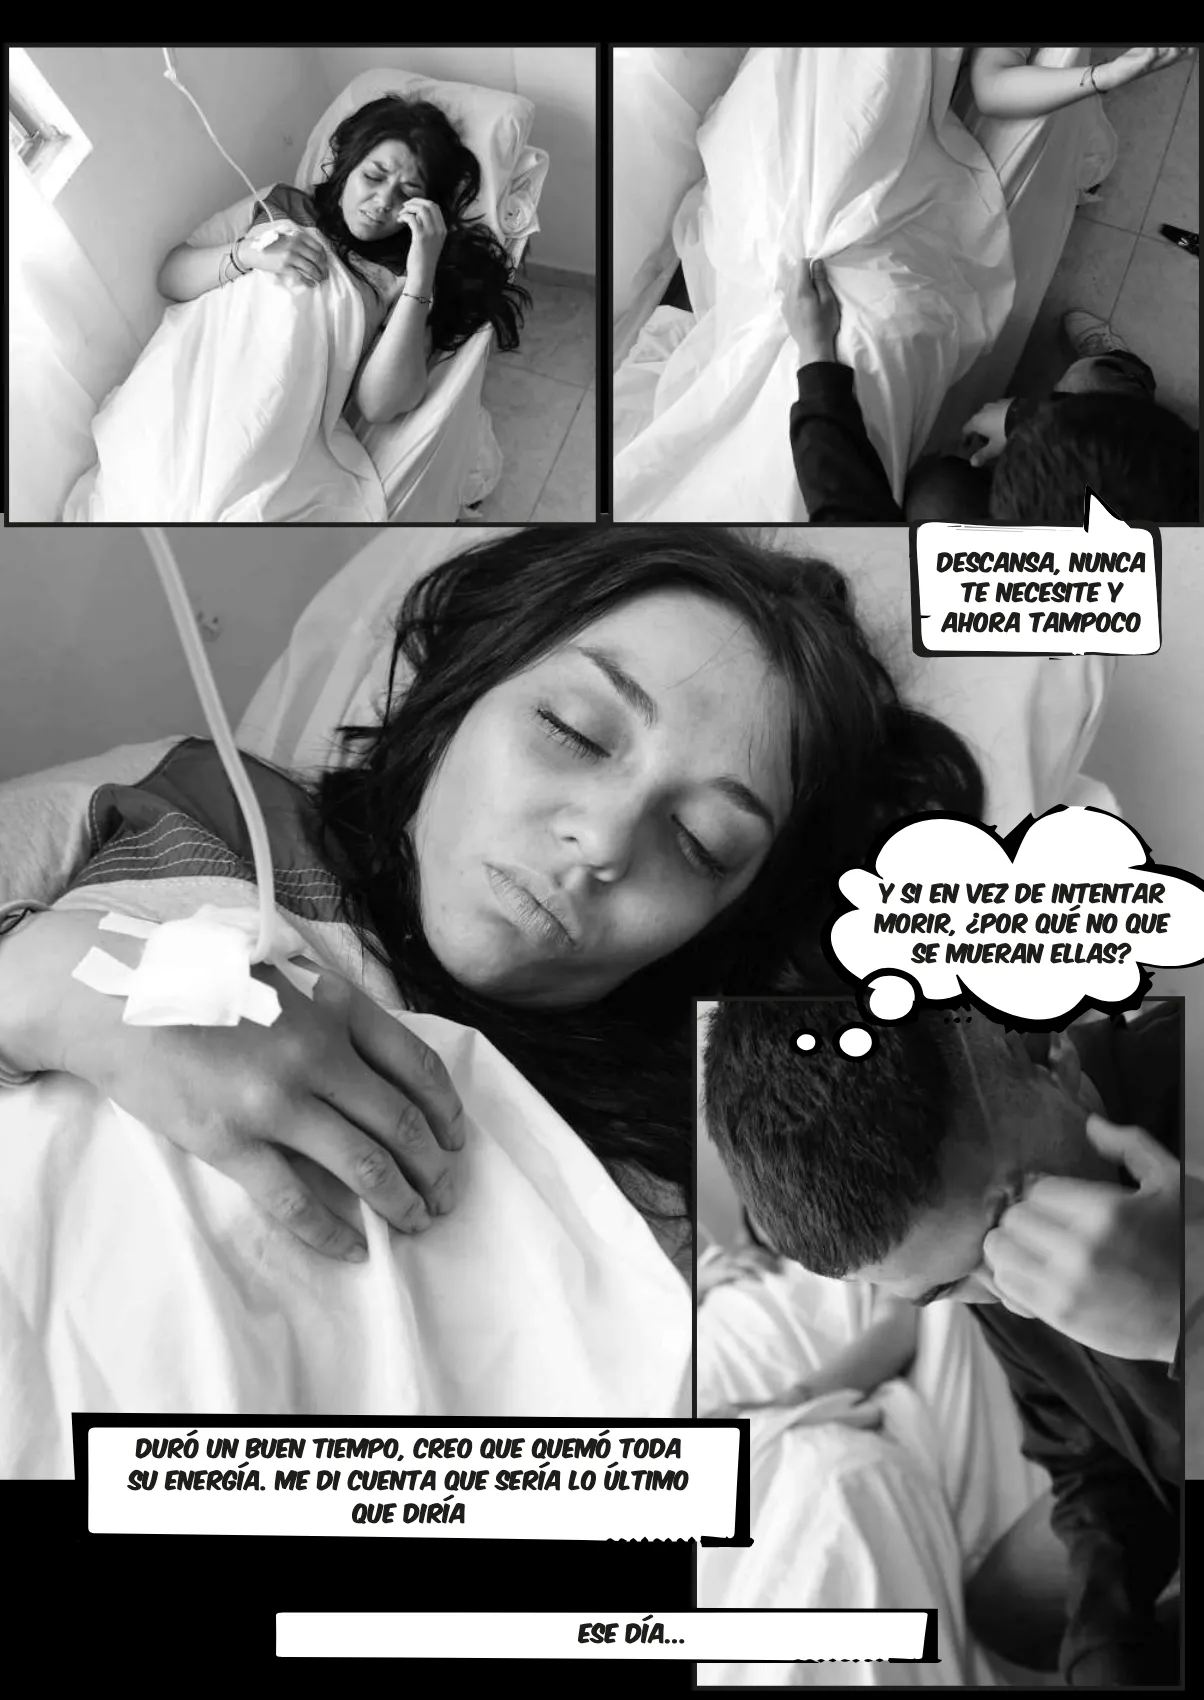 DESCANSA, NUNCA
TE NECESITE Y
AHORA TAMPOCO
Y SI EN VEZ DE INTENTAR
MORIR, ¿POR QUÉ NO QUE
SE MUERAN ELLAS?
DURÓ UN BUEN TIEMPO, CREO QUE QUEMÓ TODA
SU ENERGÍA. ME DI CUENTA QUE SERÍA LO ÚLTIMO
QUE DIRÍA
ESE DÍA...